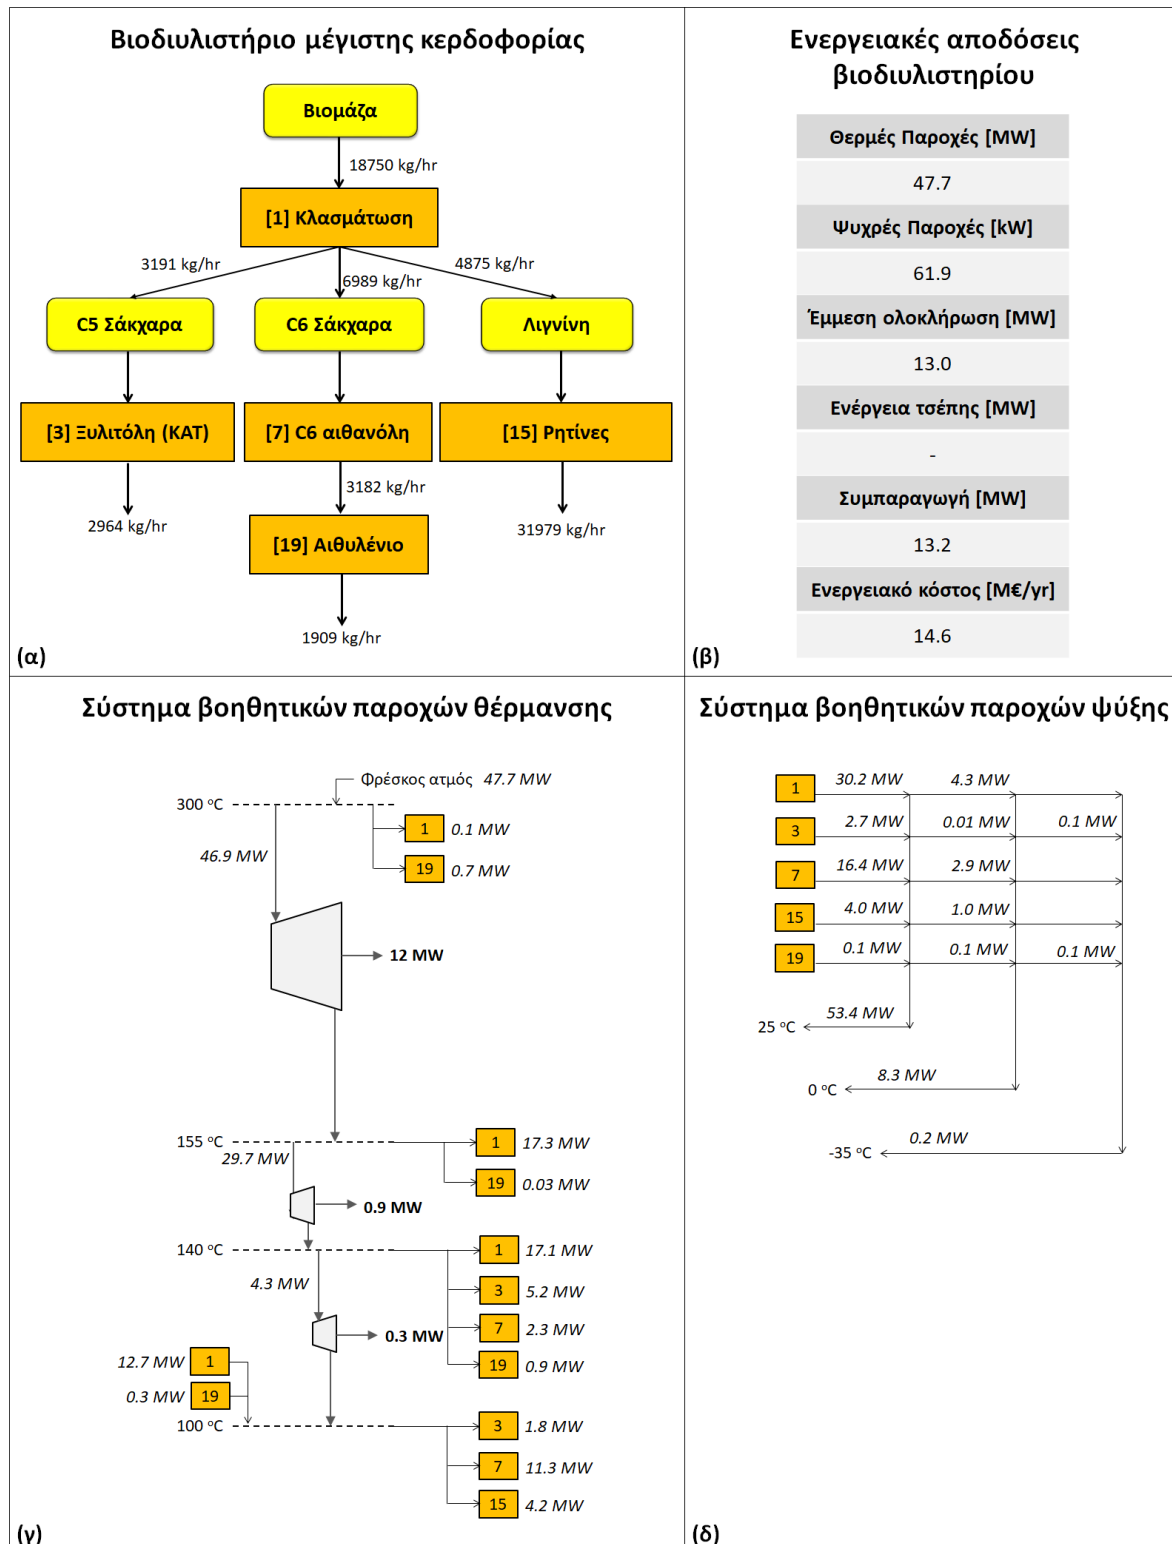 Βιοδιυλιστήριο μέγιστης κερδοφορίας
Βιομάζα
18750 kg/hr
[1] Κλασμάτωση
3191 kg/hr
6989 kg/hr
4875 kg/hr
C5 Σάκχαρα
C6 Σάκχαρα
Λιγνίνη
[3] Ξυλιτόλη (ΚΑΤ)
[7] C6 αιθανόλη
[15] Ρητίνες
3182 kg/hr
2964 kg/hr
31979 kg/hr
[19] Αιθυλένιο
1909 kg/hr
(α)
Ενεργειακές αποδόσεις
βιοδιυλιστηρίου
Θερμές Παροχές [MW]
47.7
Ψυχρές Παροχές [kW]
61.9
Έμμεση ολοκλήρωση [MW]
13.0
Ενέργεια τσέπης [MW]
-
Συμπαραγωγή [MW]
13.2
Ενεργειακό κόστος [M€/yr]
14.6
(β)
Σύστημα βοηθητικών παροχών θέρμανσης
Φρέσκος ατμός 47.7 MW
300 °C
1 0.1 MW
46.9 MW
19 0.7 MW
12 MW
155 °C
1 17.3 MW
29.7 MW
19 0.03 MW
0.9 MW
140 °C
1 17.1 MW
4.3 MW
3 5.2 MW
7 2.3 MW
0.3 MW
19 0.9 MW
12.7 MW 1
0.3 MW 19
100 °C
3 1.8 MW
7 11.3 MW
15 4.2 MW
(γ)
Σύστημα βοηθητικών παροχών ψύξης
1 30.2 MW 4.3 MW
3 2.7 MW 0.01 MW 0.1 MW
7 16.4 MW 2.9 MW
15 4.0 MW 1.0 MW
19 0.1 MW 0.1 MW 0.1 MW
53.4 MW
25 °C
8.3 MW
0 °C
0.2 MW
-35 °C
(δ)